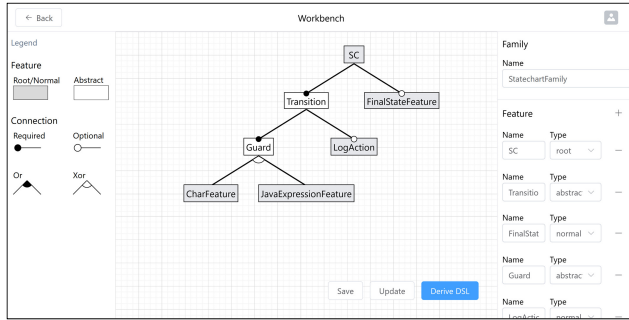 ← Back
Workbench
Legend
Feature
Root/Normal Abstract
Connection
Required Optional
Or Xor
SC
Transition FinalStateFeature
Guard LogAction
CharFeature JavaExpressionFeature
Save Update Derive DSL
Family
Name
StatechartFamily
Feature +
Name Type
SC root
Name Type
Transitio abstrac
Name Type
FinalStat normal
Name Type
Guard abstrac
Name Type
LogActic normal